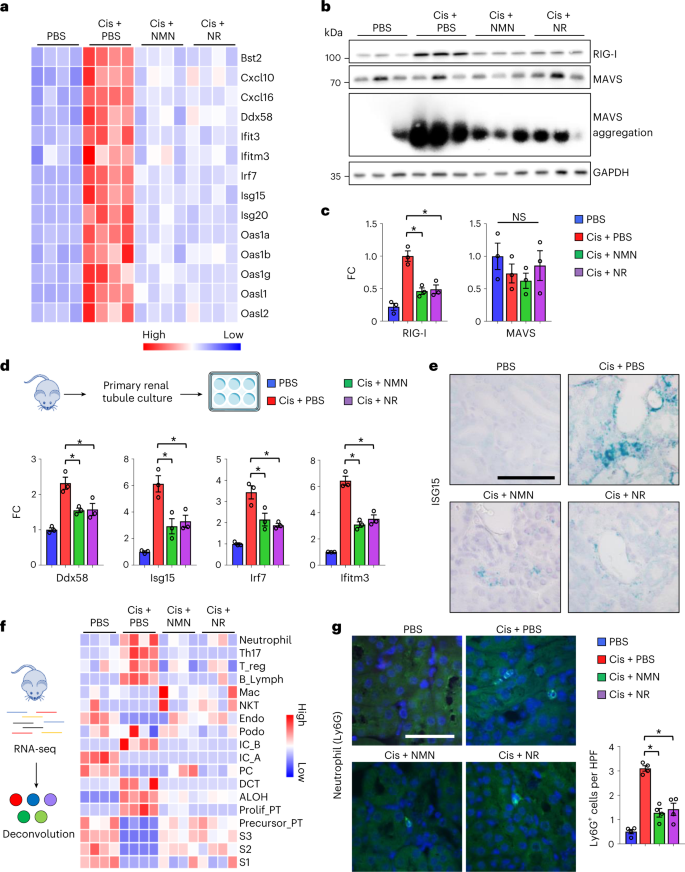 a
PBS
Cis +
PBS
Cis +
NMN
Cis +
NR
Bst2
Cxcl10
Cxcl16
Ddx58
Ifit3
Ifitm3
Irf7
Isg15
Isg20
Oas1a
Oas1b
Oas1g
Oasl1
Oasl2
High
Low
b
PBS
Cis +
PBS
Cis +
NMN
Cis +
NR
kDa
100
RIG-I
70
MAVS
MAVS
aggregation
35
GAPDH
c
FC
1.5
1.0
0.5
0
*
*
RIG-I
1.5
1.0
0.5
0
NS
MAVS
PBS
Cis + PBS
Cis + NMN
Cis + NR
d
Primary renal
tubule culture
PBS
Cis + PBS
Cis + NMN
Cis + NR
FC
3
2
1
0
*
*
Ddx58
8
6
4
2
0
*
*
Isg15
6
4
2
0
*
*
Irf7
8
6
4
2
0
*
*
Ifitm3
e
PBS
Cis + PBS
ISG15
Cis + NMN
Cis + NR
f
RNA-seq
Deconvolution
PBS
Cis +
PBS
Cis +
NMN
Cis +
NR
Neutrophil
Th17
T_reg
B_Lymph
Mac
NKT
Endo
Podo
IC_B
IC_A
PC
DCT
ALOH
Prolif_PT
Precursor_PT
S3
S2
S1
High
Low
g
PBS
Cis + PBS
Neutrophil (Ly6G)
Cis + NMN
Cis + NR
PBS
Cis + PBS
Cis + NMN
Cis + NR
Ly6G⁺ cells per HPF
4
3
2
1
0
*
*